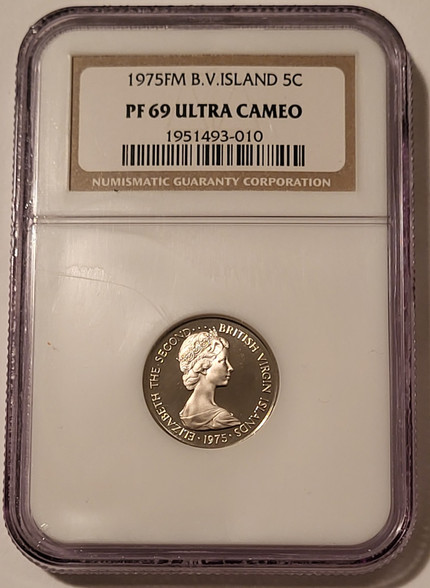 1975FM B.V.ISLAND 5C
PF 69 ULTRA CAMEO
1951493-010
NUMISMATIC GUARANTY CORPORATION
ELIZABETH THE SECOND···· BRITISH VIRGIN ISLANDS
·1975·